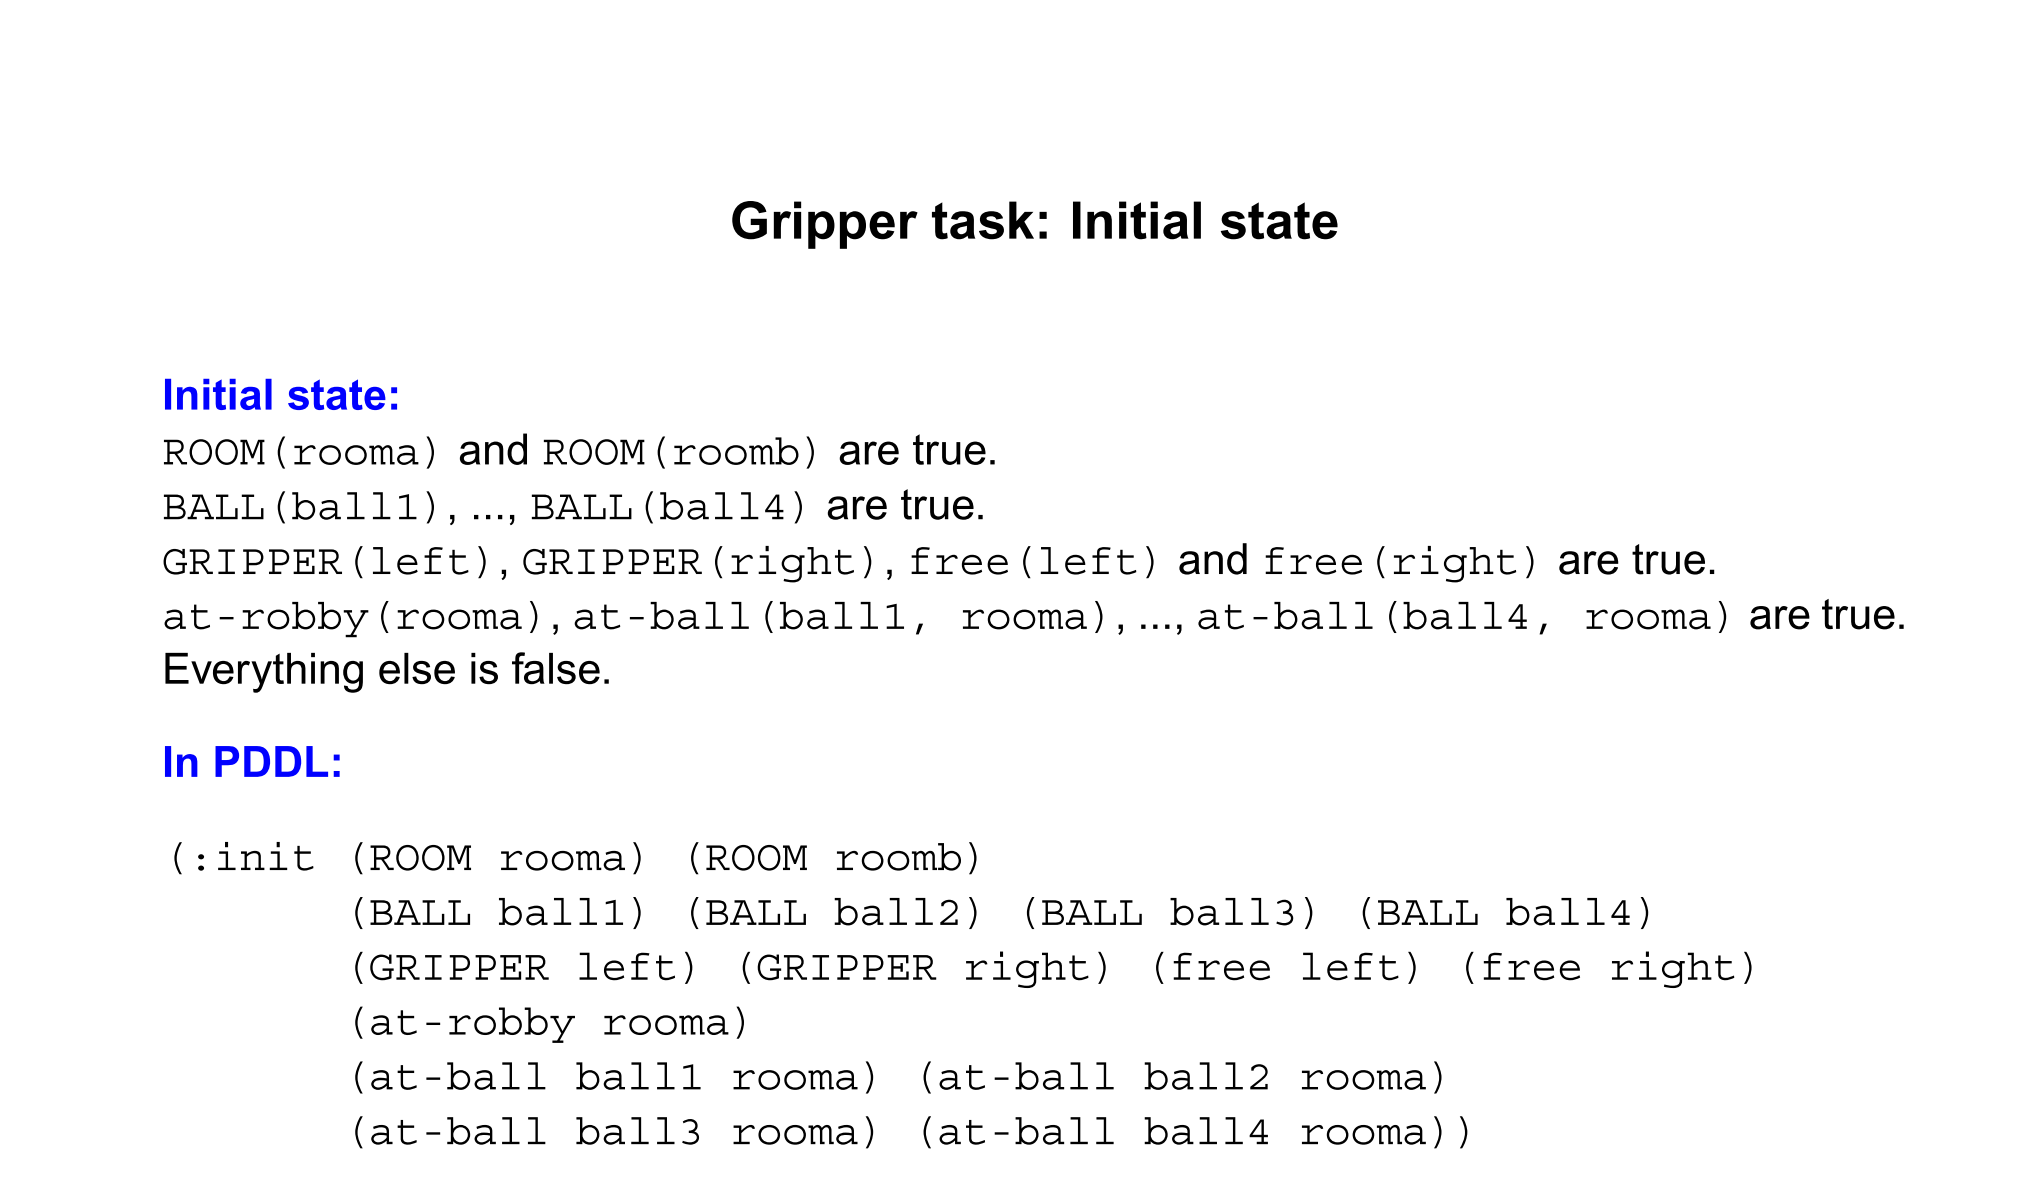 Gripper task: Initial state
Initial state:
ROOM(rooma) and ROOM(roomb) are true.
BALL(ball1), ..., BALL(ball4) are true.
GRIPPER(left), GRIPPER(right), free(left) and free(right) are true.
at-robby(rooma), at-ball(ball1, rooma), ..., at-ball(ball4, rooma) are true.
Everything else is false.
In PDDL:
(:init (ROOM rooma) (ROOM roomb)
(BALL ball1) (BALL ball2) (BALL ball3) (BALL ball4)
(GRIPPER left) (GRIPPER right) (free left) (free right)
(at-robby rooma)
(at-ball ball1 rooma) (at-ball ball2 rooma)
(at-ball ball3 rooma) (at-ball ball4 rooma))